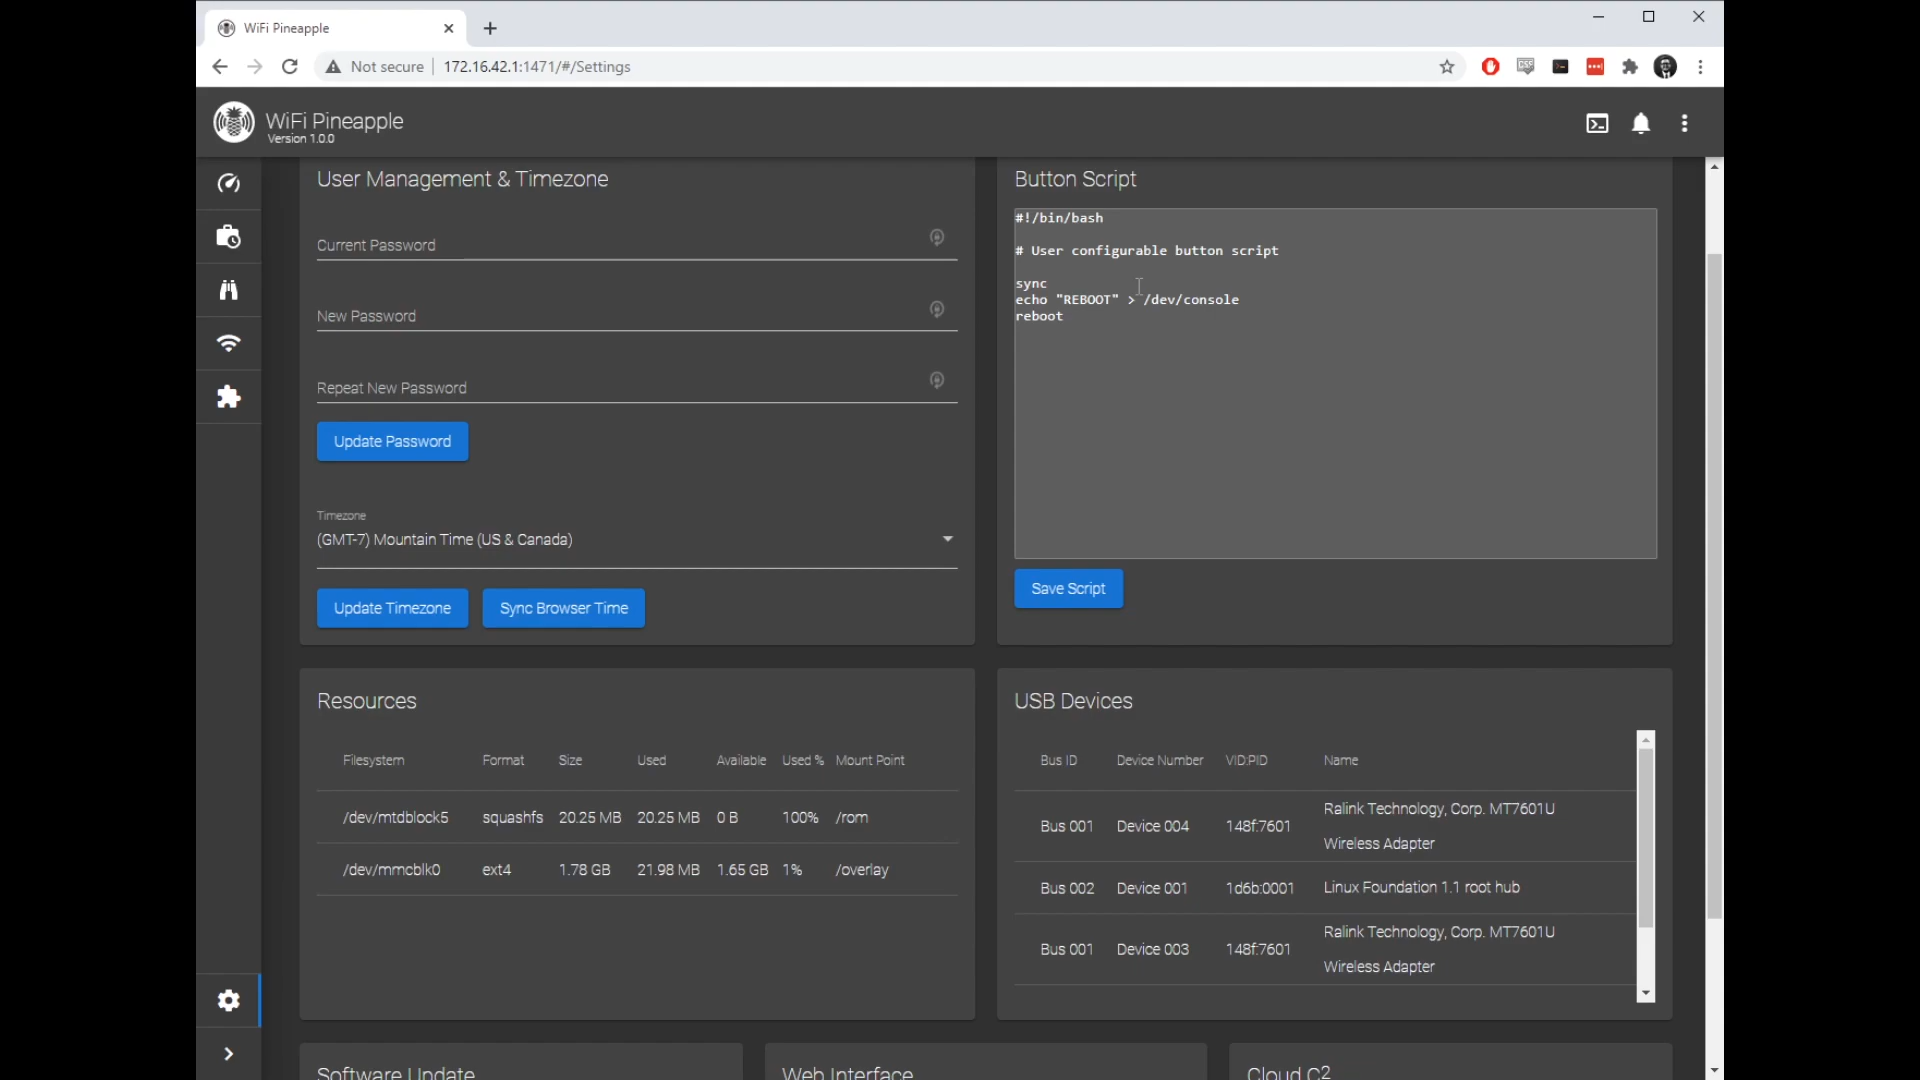 WiFi Pineapple
Not secure
172.16.42.1:1471/#/Settings
WiFi Pineapple
Version 1.0.0
User Management & Timezone
Current Password
New Password
Repeat New Password
Update Password
Timezone
(GMT-7) Mountain Time (US & Canada)
Update Timezone
Sync Browser Time
Button Script
#!/bin/bash
# User configurable button script
sync
echo "REBOOT" > /dev/console
reboot
Save Script
Resources
Filesystem Format Size Used Available Used % Mount Point
/dev/mtdblock5 squashfs 20.25 MB 20.25 MB 0 B 100% /rom
/dev/mmcblk0 ext4 1.78 GB 21.98 MB 1.65 GB 1% /overlay
USB Devices
Bus ID Device Number VID:PID Name
Bus 001 Device 004 148f:7601 Ralink Technology, Corp. MT7601U
Wireless Adapter
Bus 002 Device 001 1d6b:0001 Linux Foundation 1.1 root hub
Bus 001 Device 003 148f:7601 Ralink Technology, Corp. MT7601U
Wireless Adapter
Software Update
Web Interface
Cloud C²